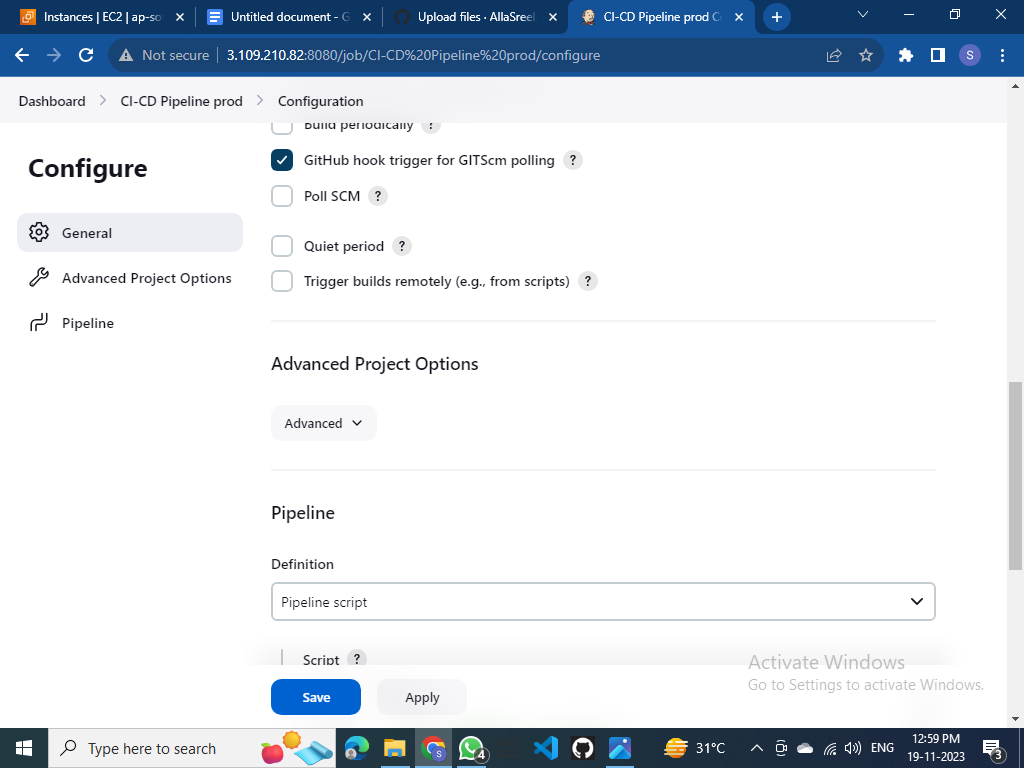 Instances | EC2 | ap-so
Untitled document - G
Upload files · AllaSreel
CI-CD Pipeline prod Co
Not secure
3.109.210.82:8080/job/CI-CD%20Pipeline%20prod/configure
S
Dashboard
CI-CD Pipeline prod
Configuration
Configure
General
Advanced Project Options
Pipeline
Build periodically ?
GitHub hook trigger for GITScm polling ?
Poll SCM ?
Quiet period ?
Trigger builds remotely (e.g., from scripts) ?
Advanced Project Options
Advanced
Pipeline
Definition
Pipeline script
Script ?
Save
Apply
Activate Windows
Go to Settings to activate Windows.
Type here to search
S
4
31°C
ENG
12:59 PM
19-11-2023
3